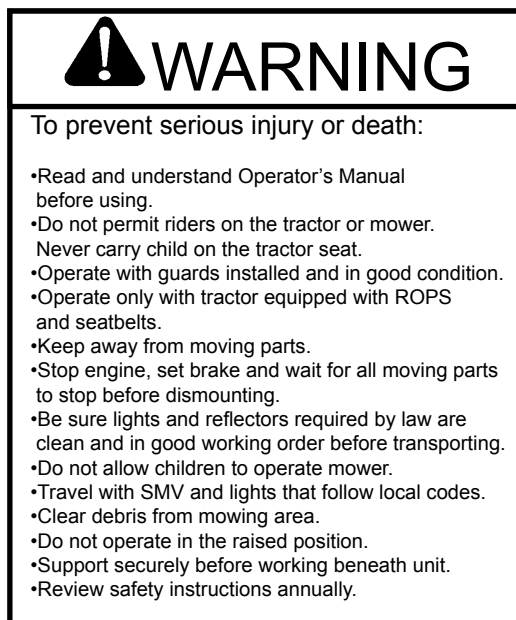 WARNING
To prevent serious injury or death:
•Read and understand Operator's Manual
before using.
•Do not permit riders on the tractor or mower.
Never carry child on the tractor seat.
•Operate with guards installed and in good condition.
•Operate only with tractor equipped with ROPS
and seatbelts.
•Keep away from moving parts.
•Stop engine, set brake and wait for all moving parts
to stop before dismounting.
•Be sure lights and reflectors required by law are
clean and in good working order before transporting.
•Do not allow children to operate mower.
•Travel with SMV and lights that follow local codes.
•Clear debris from mowing area.
•Do not operate in the raised position.
•Support securely before working beneath unit.
•Review safety instructions annually.